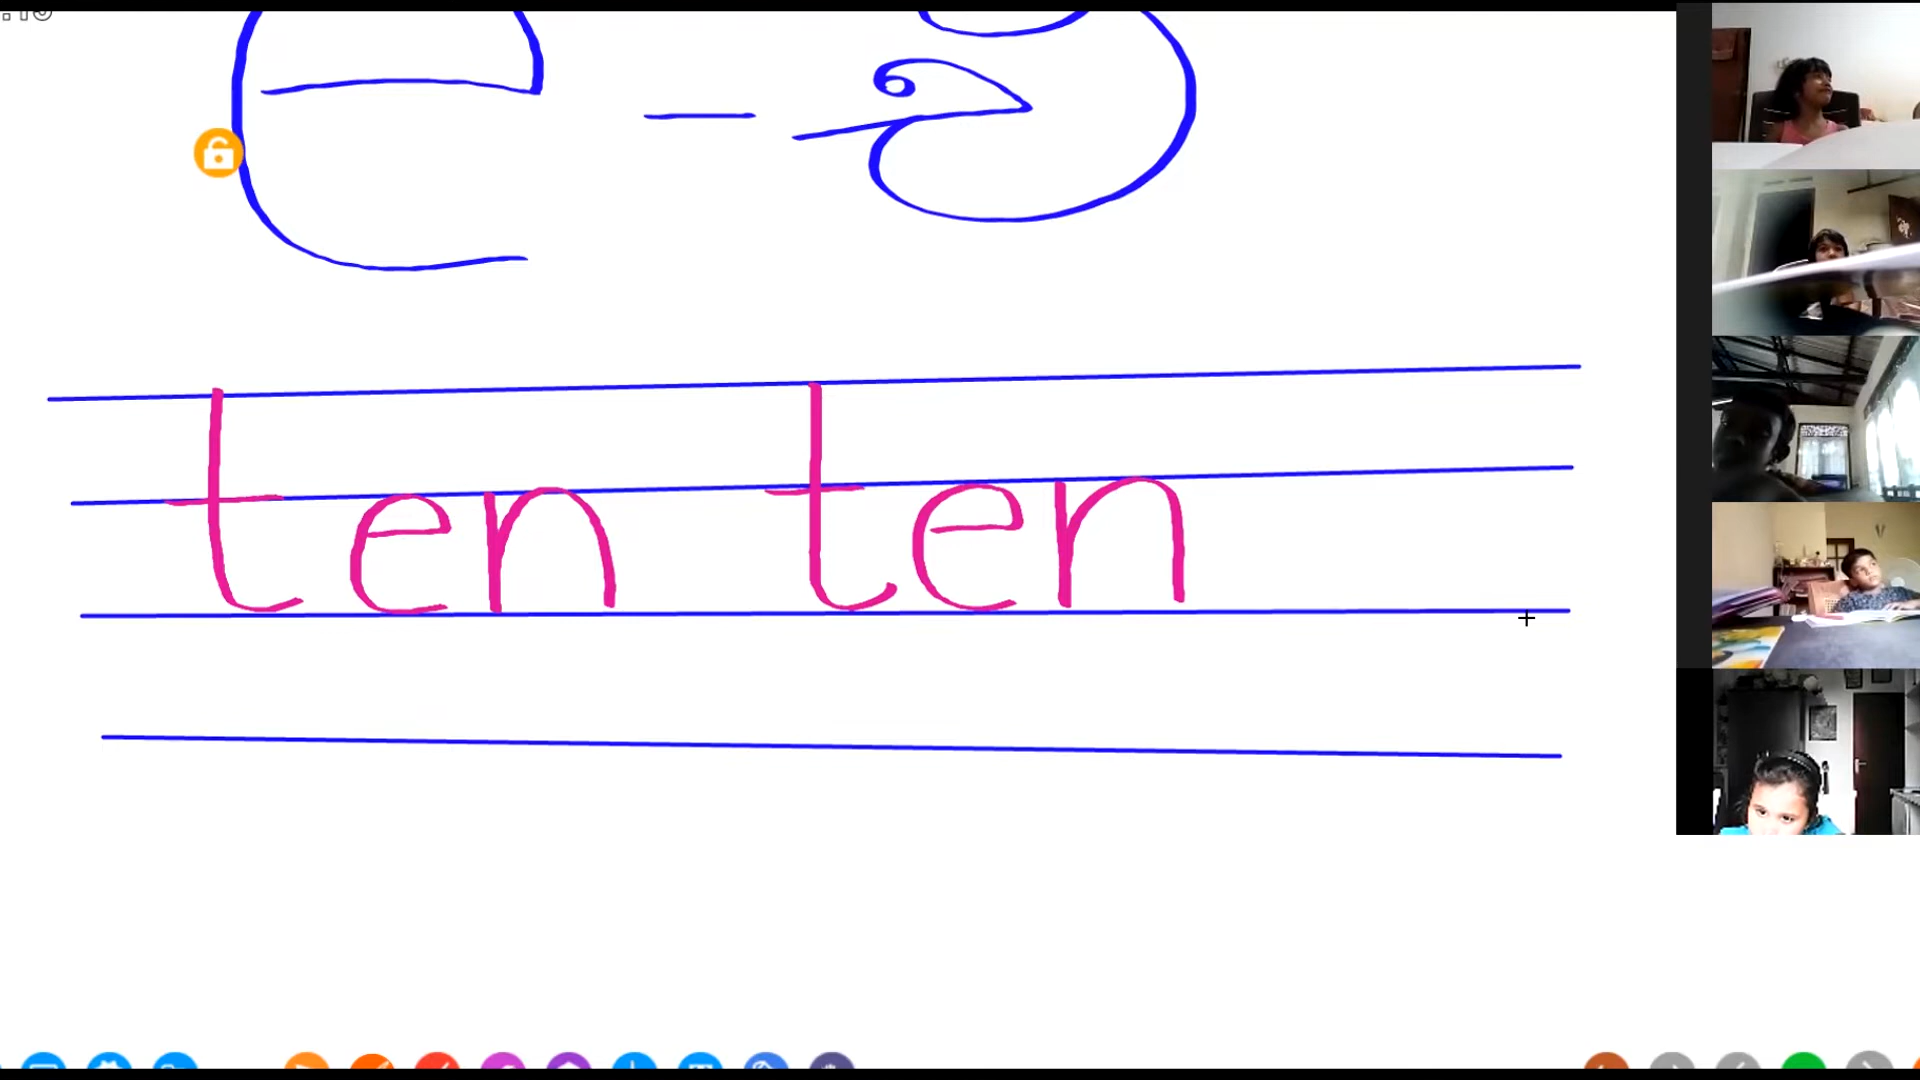 e - එ
ten ten